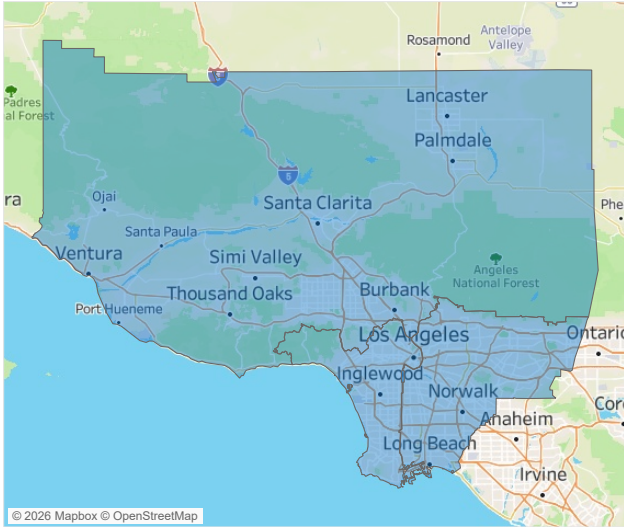 Rosamond
Antelope
Valley
Padres
al Forest
5
Lancaster
Palmdale
5
ra
Ojai
Santa Clarita
Phe
Santa Paula
Ventura
Simi Valley
Angeles
National Forest
Thousand Oaks
Burbank
Port Hueneme
Los Angeles
Ontario
Inglewood
Norwalk
Cor
Anaheim
Long Beach
Irvine
© 2026 Mapbox © OpenStreetMap